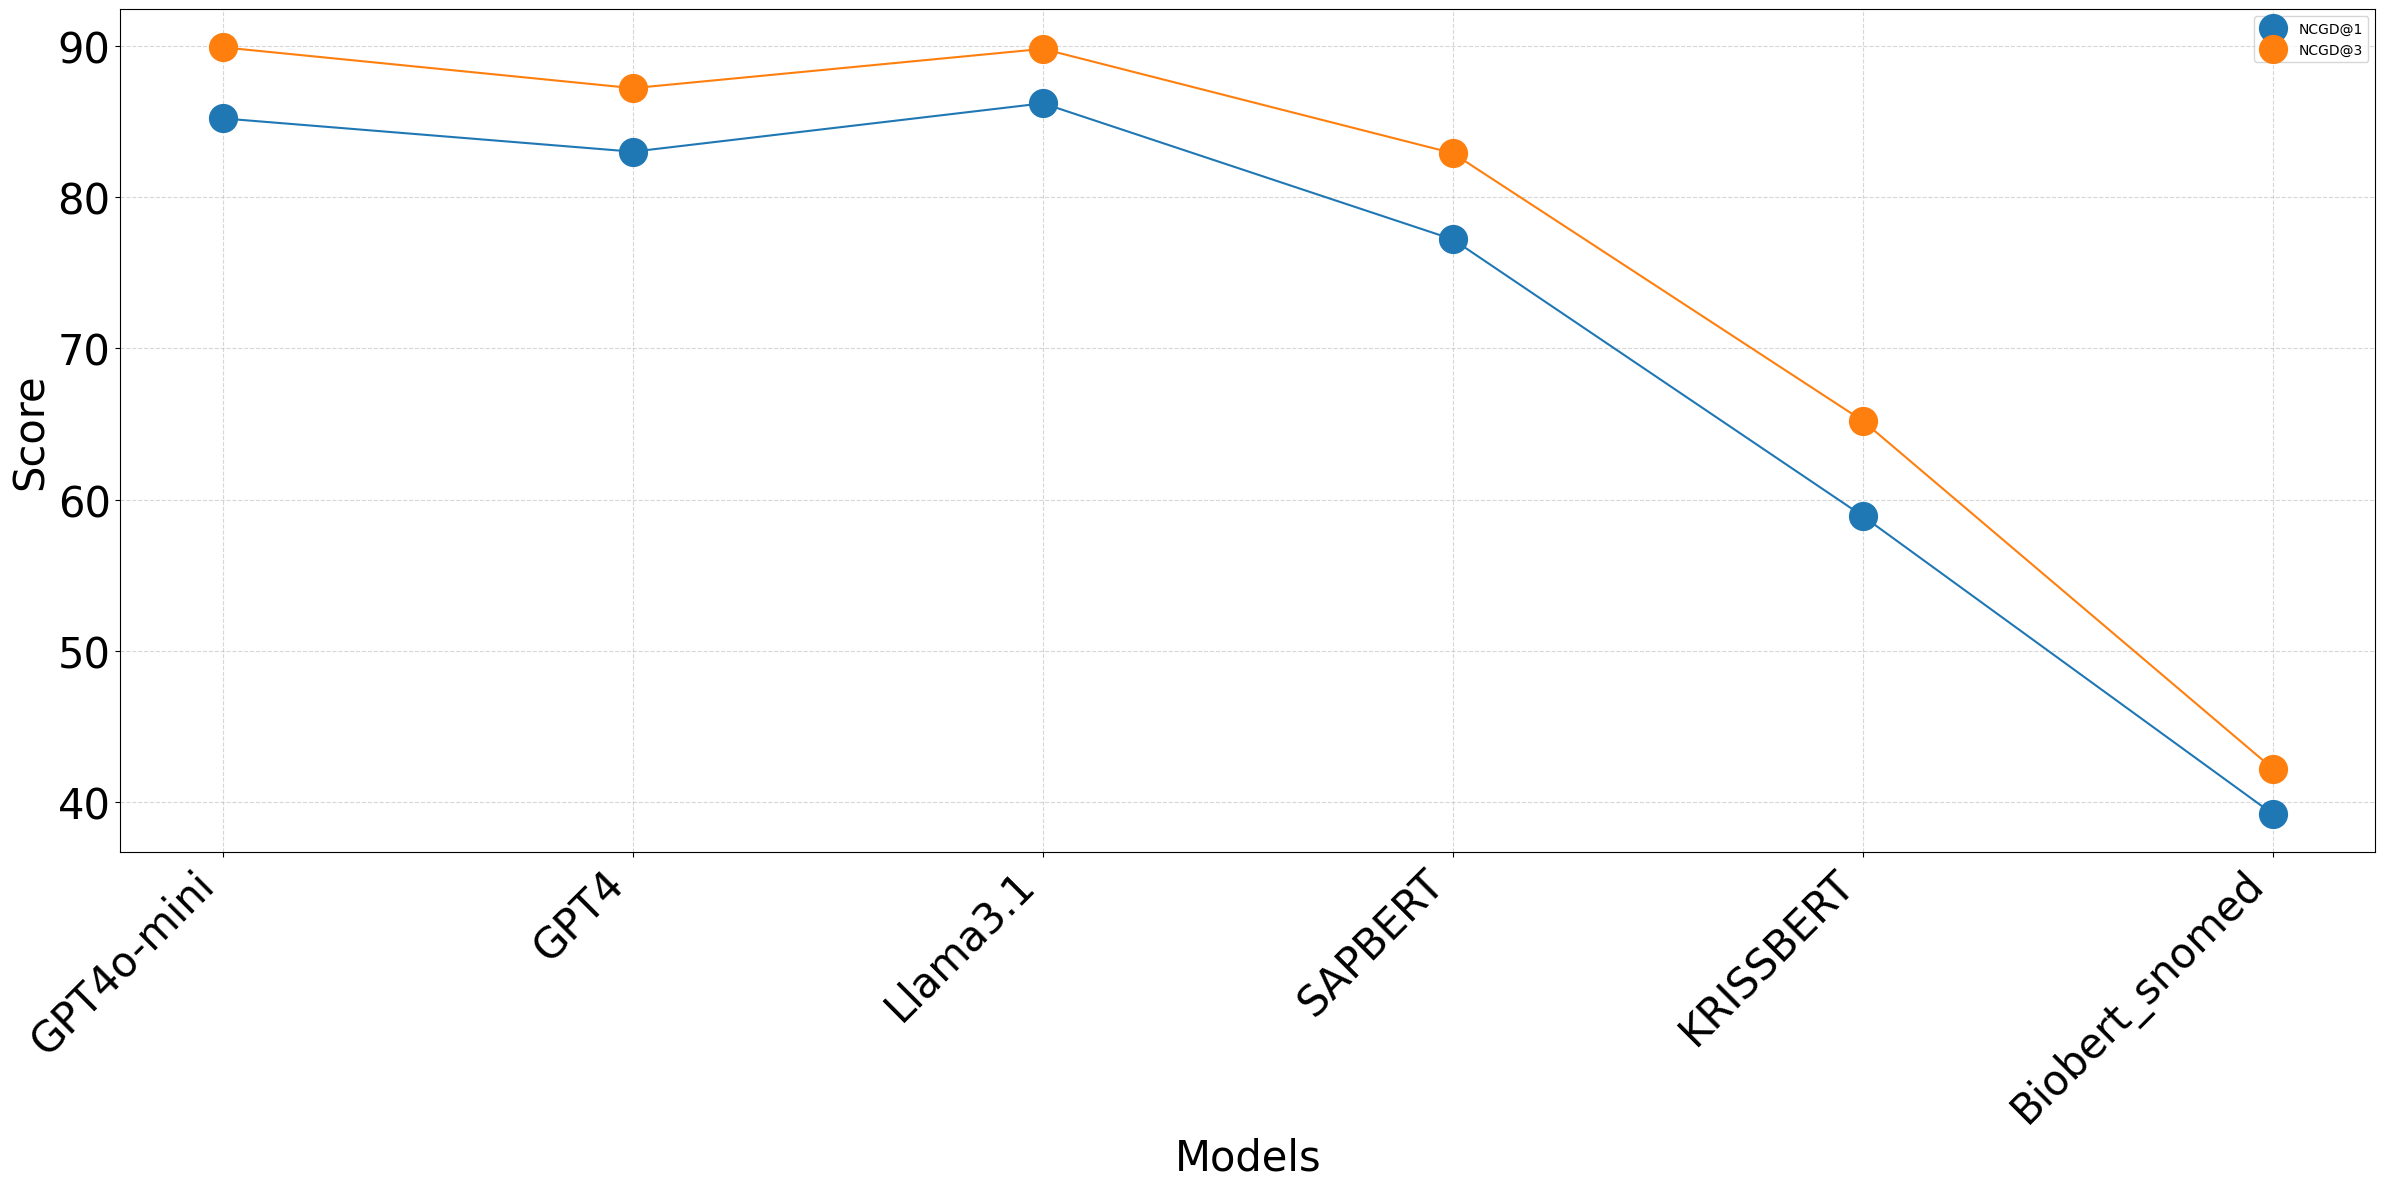 NCGD@1
NCGD@3
90
80
70
60
50
40
Score
GPT4o-mini
GPT4
Llama3.1
SAPBERT
KRISSBERT
Biobert_snomed
Models